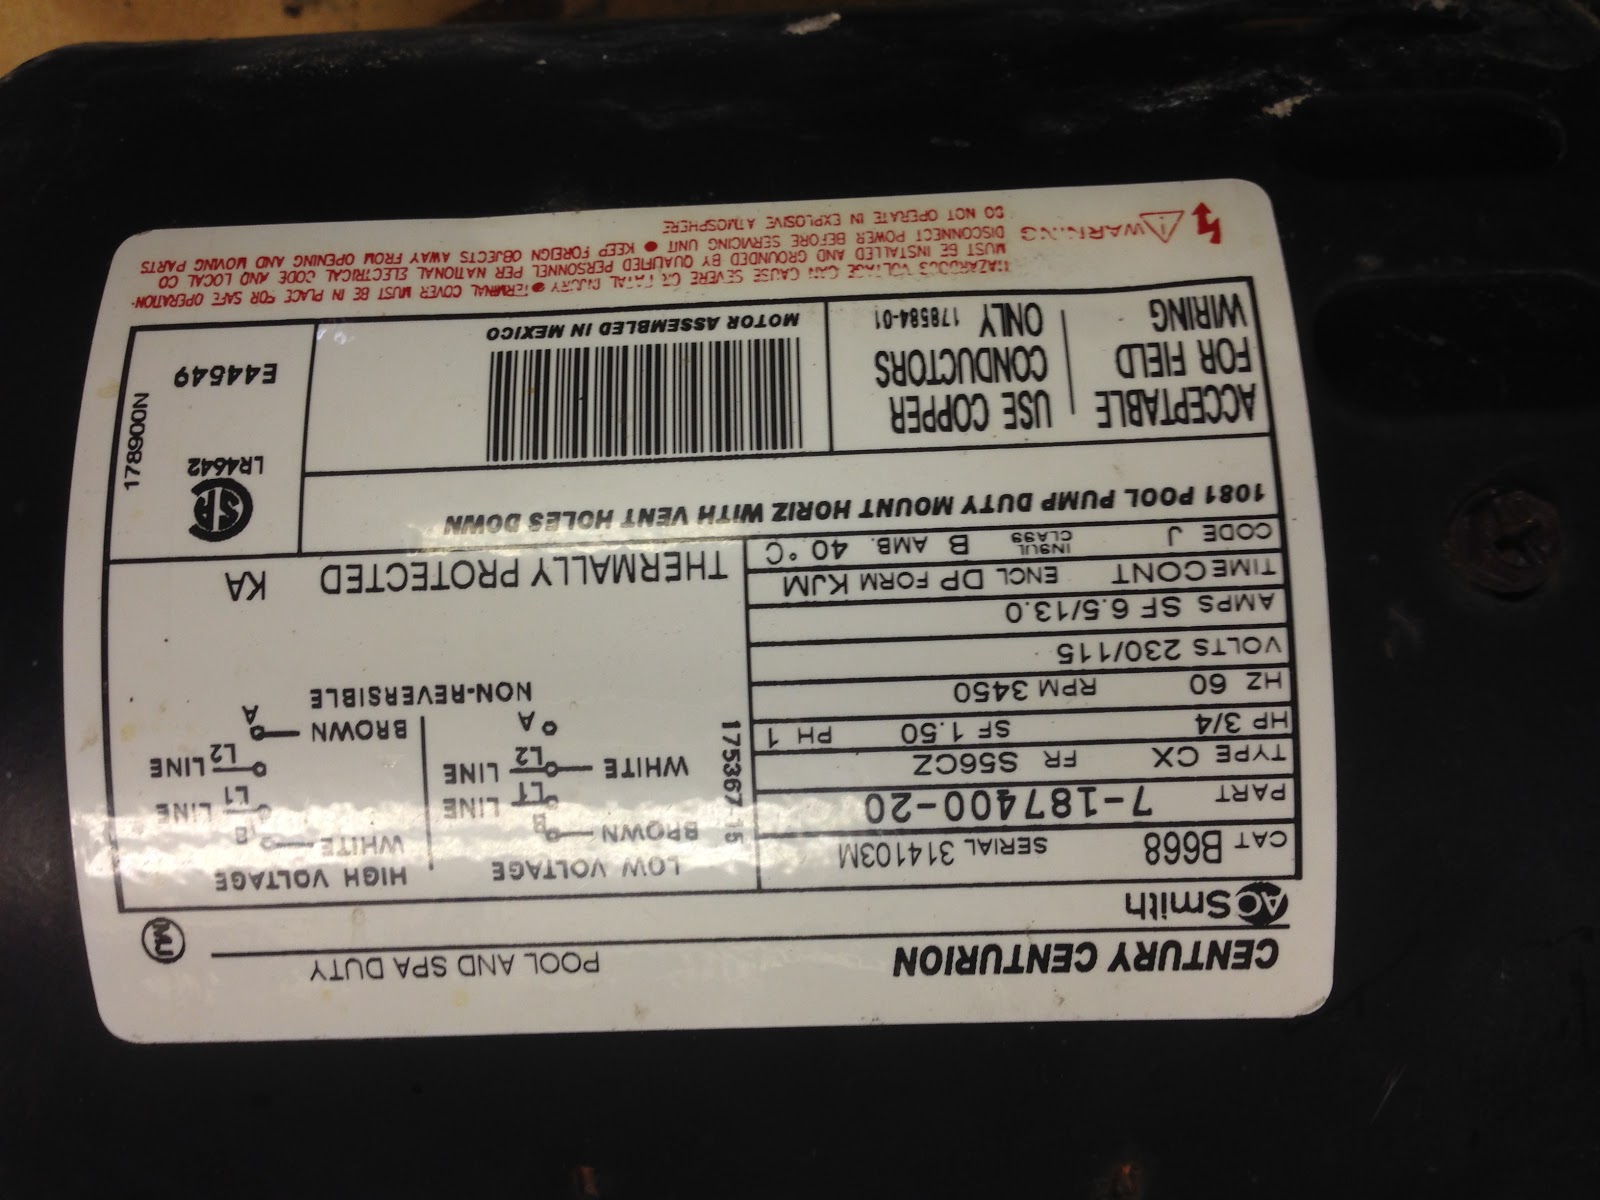 CENTURY CENTURION POOL AND SPA DUTY
AOSmith
CAT B668 SERIAL 314103M
PART 7-187400-20
TYPE CX FR S56CZ
HP 3/4 SF 1.50 PH 1
HZ 60 RPM 3450
VOLTS 230/115
AMPS SF 6.5/13.0
TIME CONT ENCL DP FORM KJM
CODE J INSUL CLASS B AMB. 40 °C
LOW VOLTAGE
BROWN B
L1 LINE
WHITE L2 LINE
A
175367-15
HIGH VOLTAGE
WHITE B
L1 LINE
L2 LINE
BROWN A
NON-REVERSIBLE
THERMALLY PROTECTED KA
1081 POOL PUMP DUTY MOUNT HORIZ WITH VENT HOLES DOWN
ACCEPTABLE
FOR FIELD
WIRING
USE COPPER
CONDUCTORS
ONLY 178584-01
MOTOR ASSEMBLED IN MEXICO
SA
LR4642
E44549
178900N
WARNING
HAZARDOUS VOLTAGE CAN CAUSE SEVERE OR FATAL INJURY • TERMINAL COVER MUST BE IN PLACE FOR SAFE OPERATION·
MUST BE INSTALLED AND GROUNDED BY QUALIFIED PERSONNEL PER NATIONAL ELECTRICAL CODE AND LOCAL CO
DISCONNECT POWER BEFORE SERVICING UNIT • KEEP FOREIGN OBJECTS AWAY FROM OPENING AND MOVING PARTS
DO NOT OPERATE IN EXPLOSIVE ATMOSPHERE